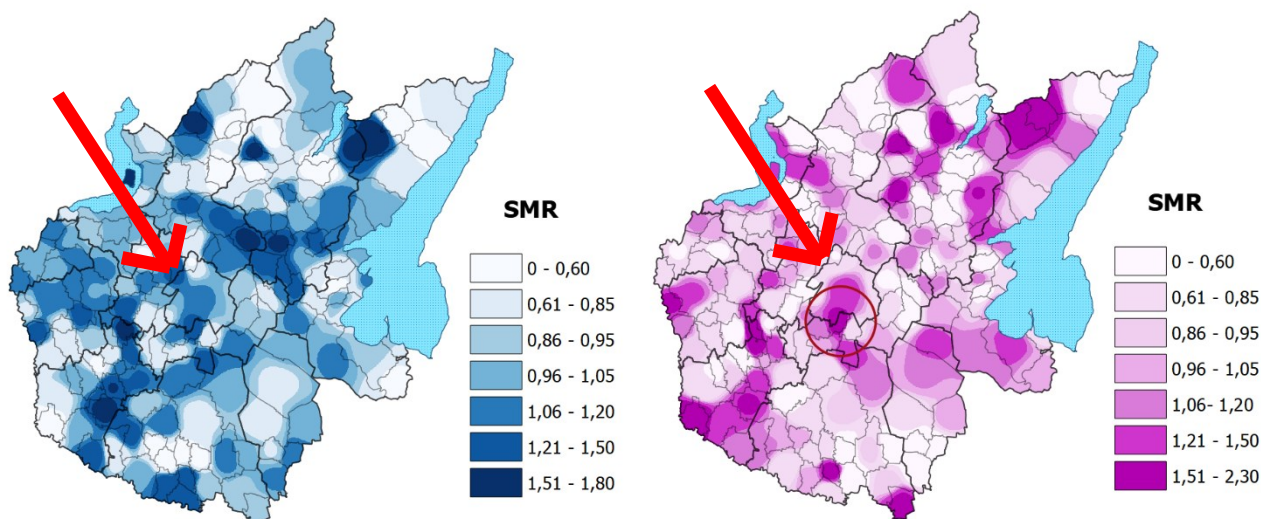 SMR
0 - 0,60
0,61 - 0,85
0,86 - 0,95
0,96 - 1,05
1,06 - 1,20
1,21 - 1,50
1,51 - 1,80
SMR
0 - 0,60
0,61 - 0,85
0,86 - 0,95
0,96 - 1,05
1,06- 1,20
1,21 - 1,50
1,51 - 2,30